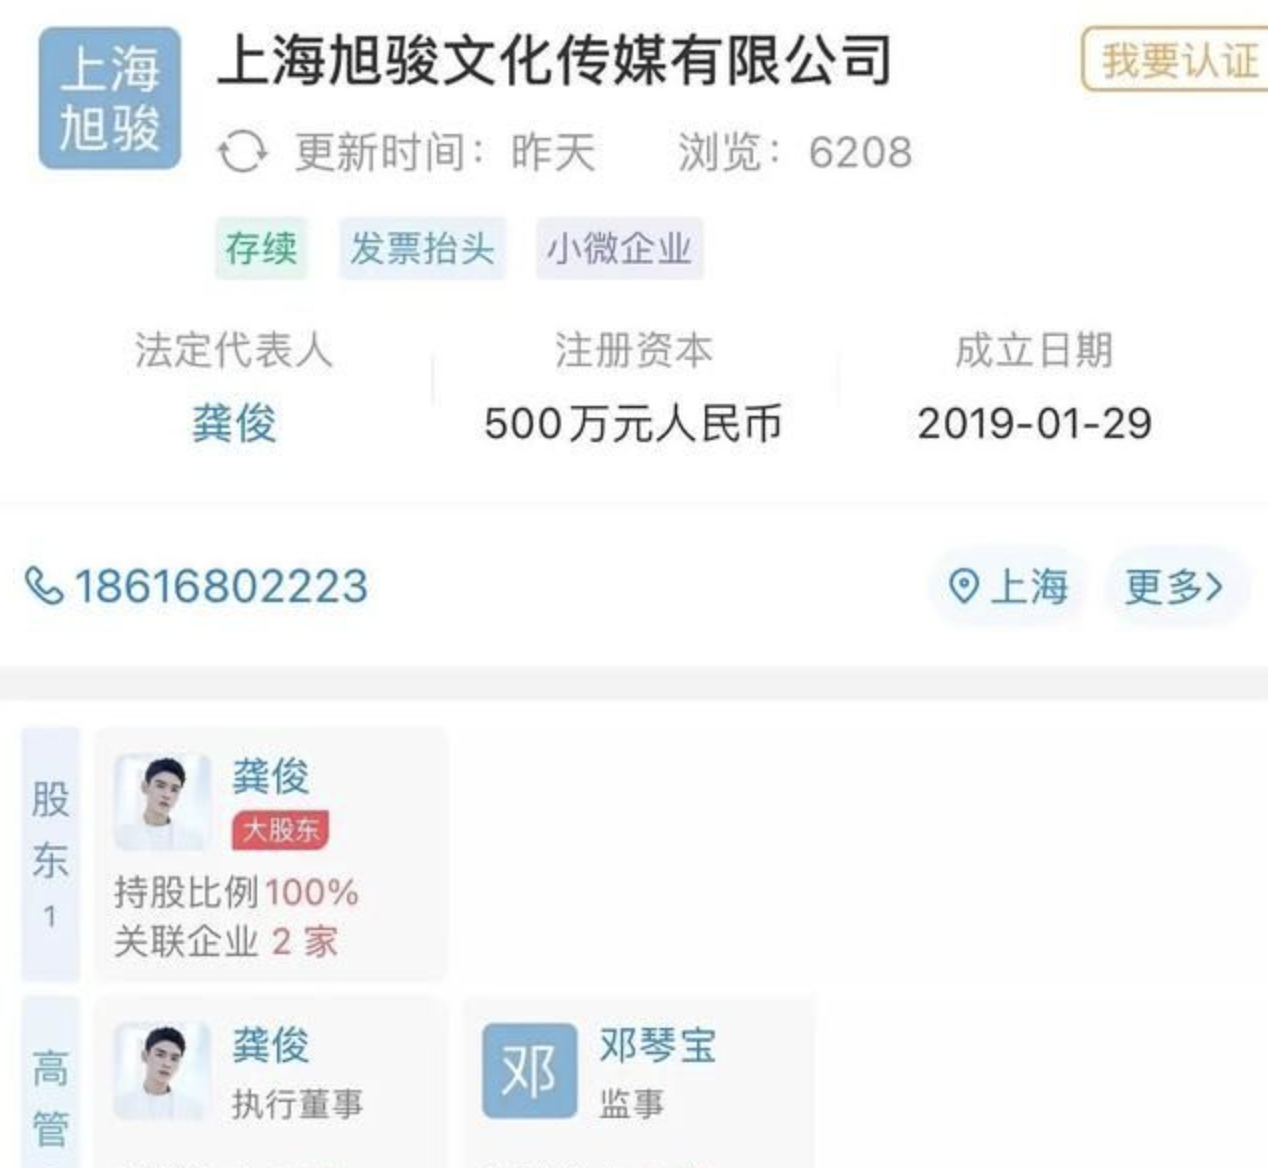 上海
旭骏
上海旭骏文化传媒有限公司
我要认证
更新时间：昨天 浏览：6208
存续 发票抬头 小微企业
法定代表人 注册资本 成立日期
龚俊 500万元人民币 2019-01-29
18616802223 上海 更多>
股东1
龚俊
大股东
持股比例100%
关联企业 2 家
高管
龚俊
执行董事
邓
邓琴宝
监事